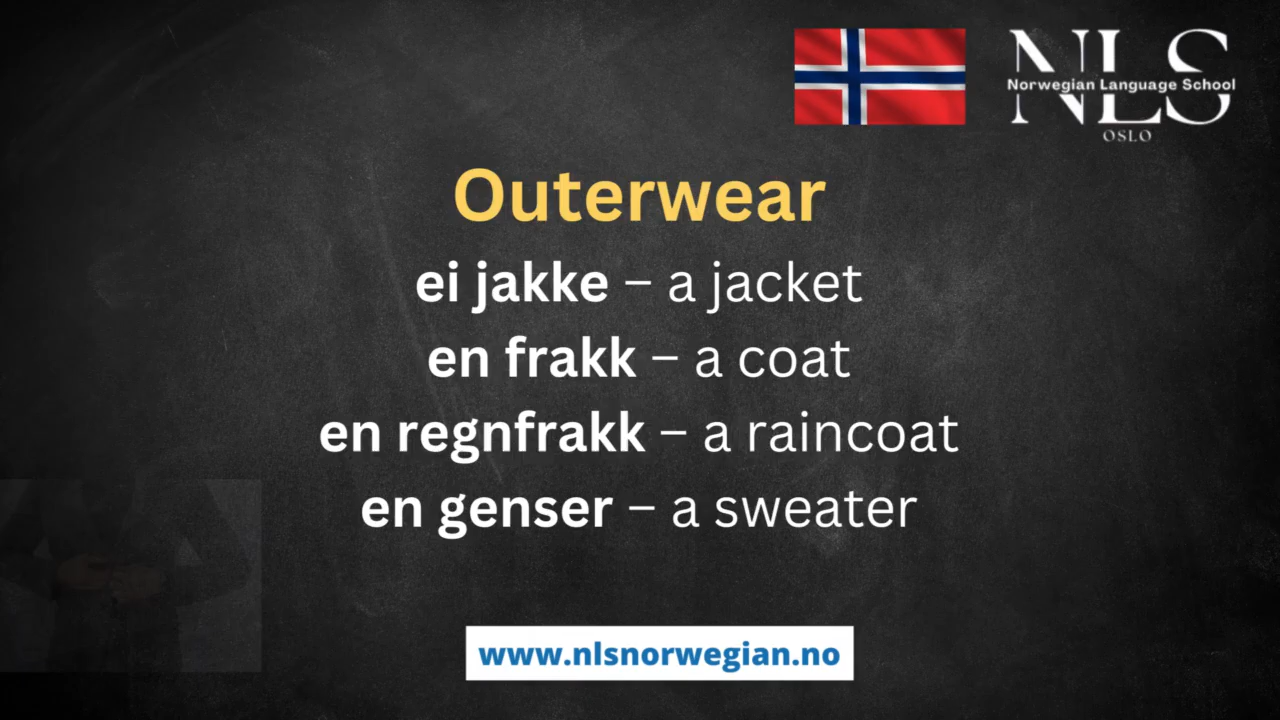 NLS
Norwegian Language School
OSLO
Outerwear
ei jakke – a jacket
en frakk – a coat
en regnfrakk – a raincoat
en genser – a sweater
www.nlsnorwegian.no